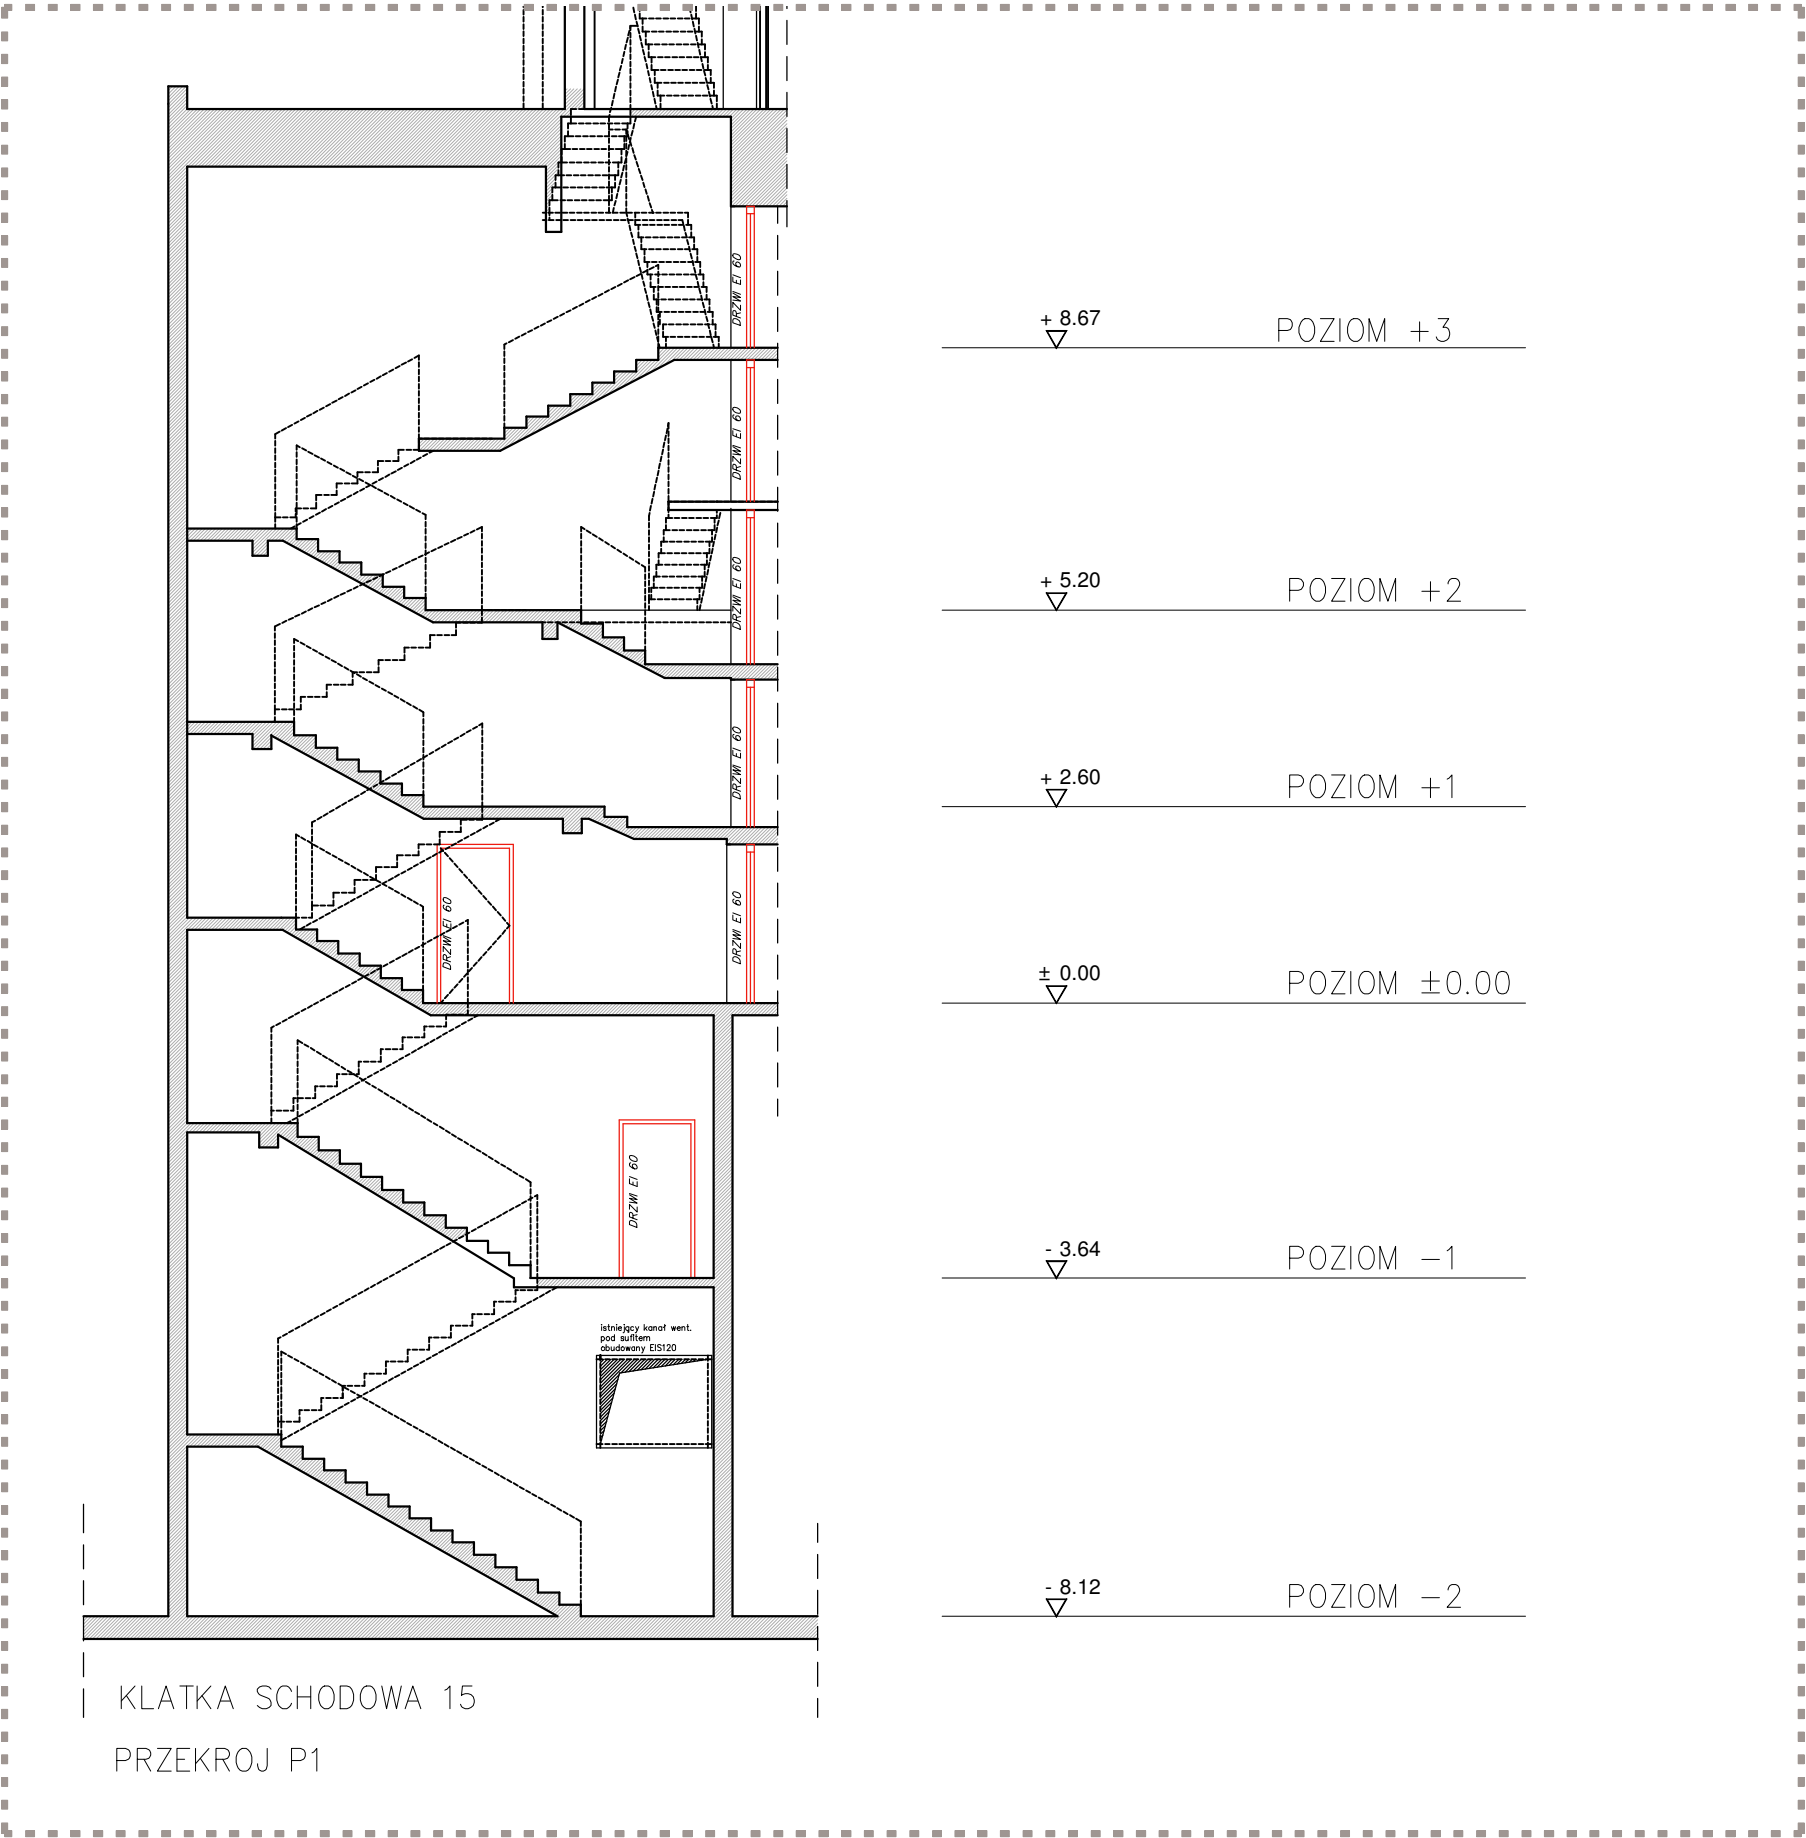 DRZWI EI 60
+ 8.67
POZIOM +3
DRZWI EI 60
DRZWI EI 60
+ 5.20
POZIOM +2
DRZWI EI 60
+ 2.60
POZIOM +1
DRZWI EI 60
DRZWI EI 60
± 0.00
POZIOM ±0.00
DRZWI EI 60
- 3.64
POZIOM −1
istniejący kanał went.
pod sufitem
obudowany EIS120
- 8.12
POZIOM −2
KLATKA SCHODOWA 15
PRZEKROJ P1